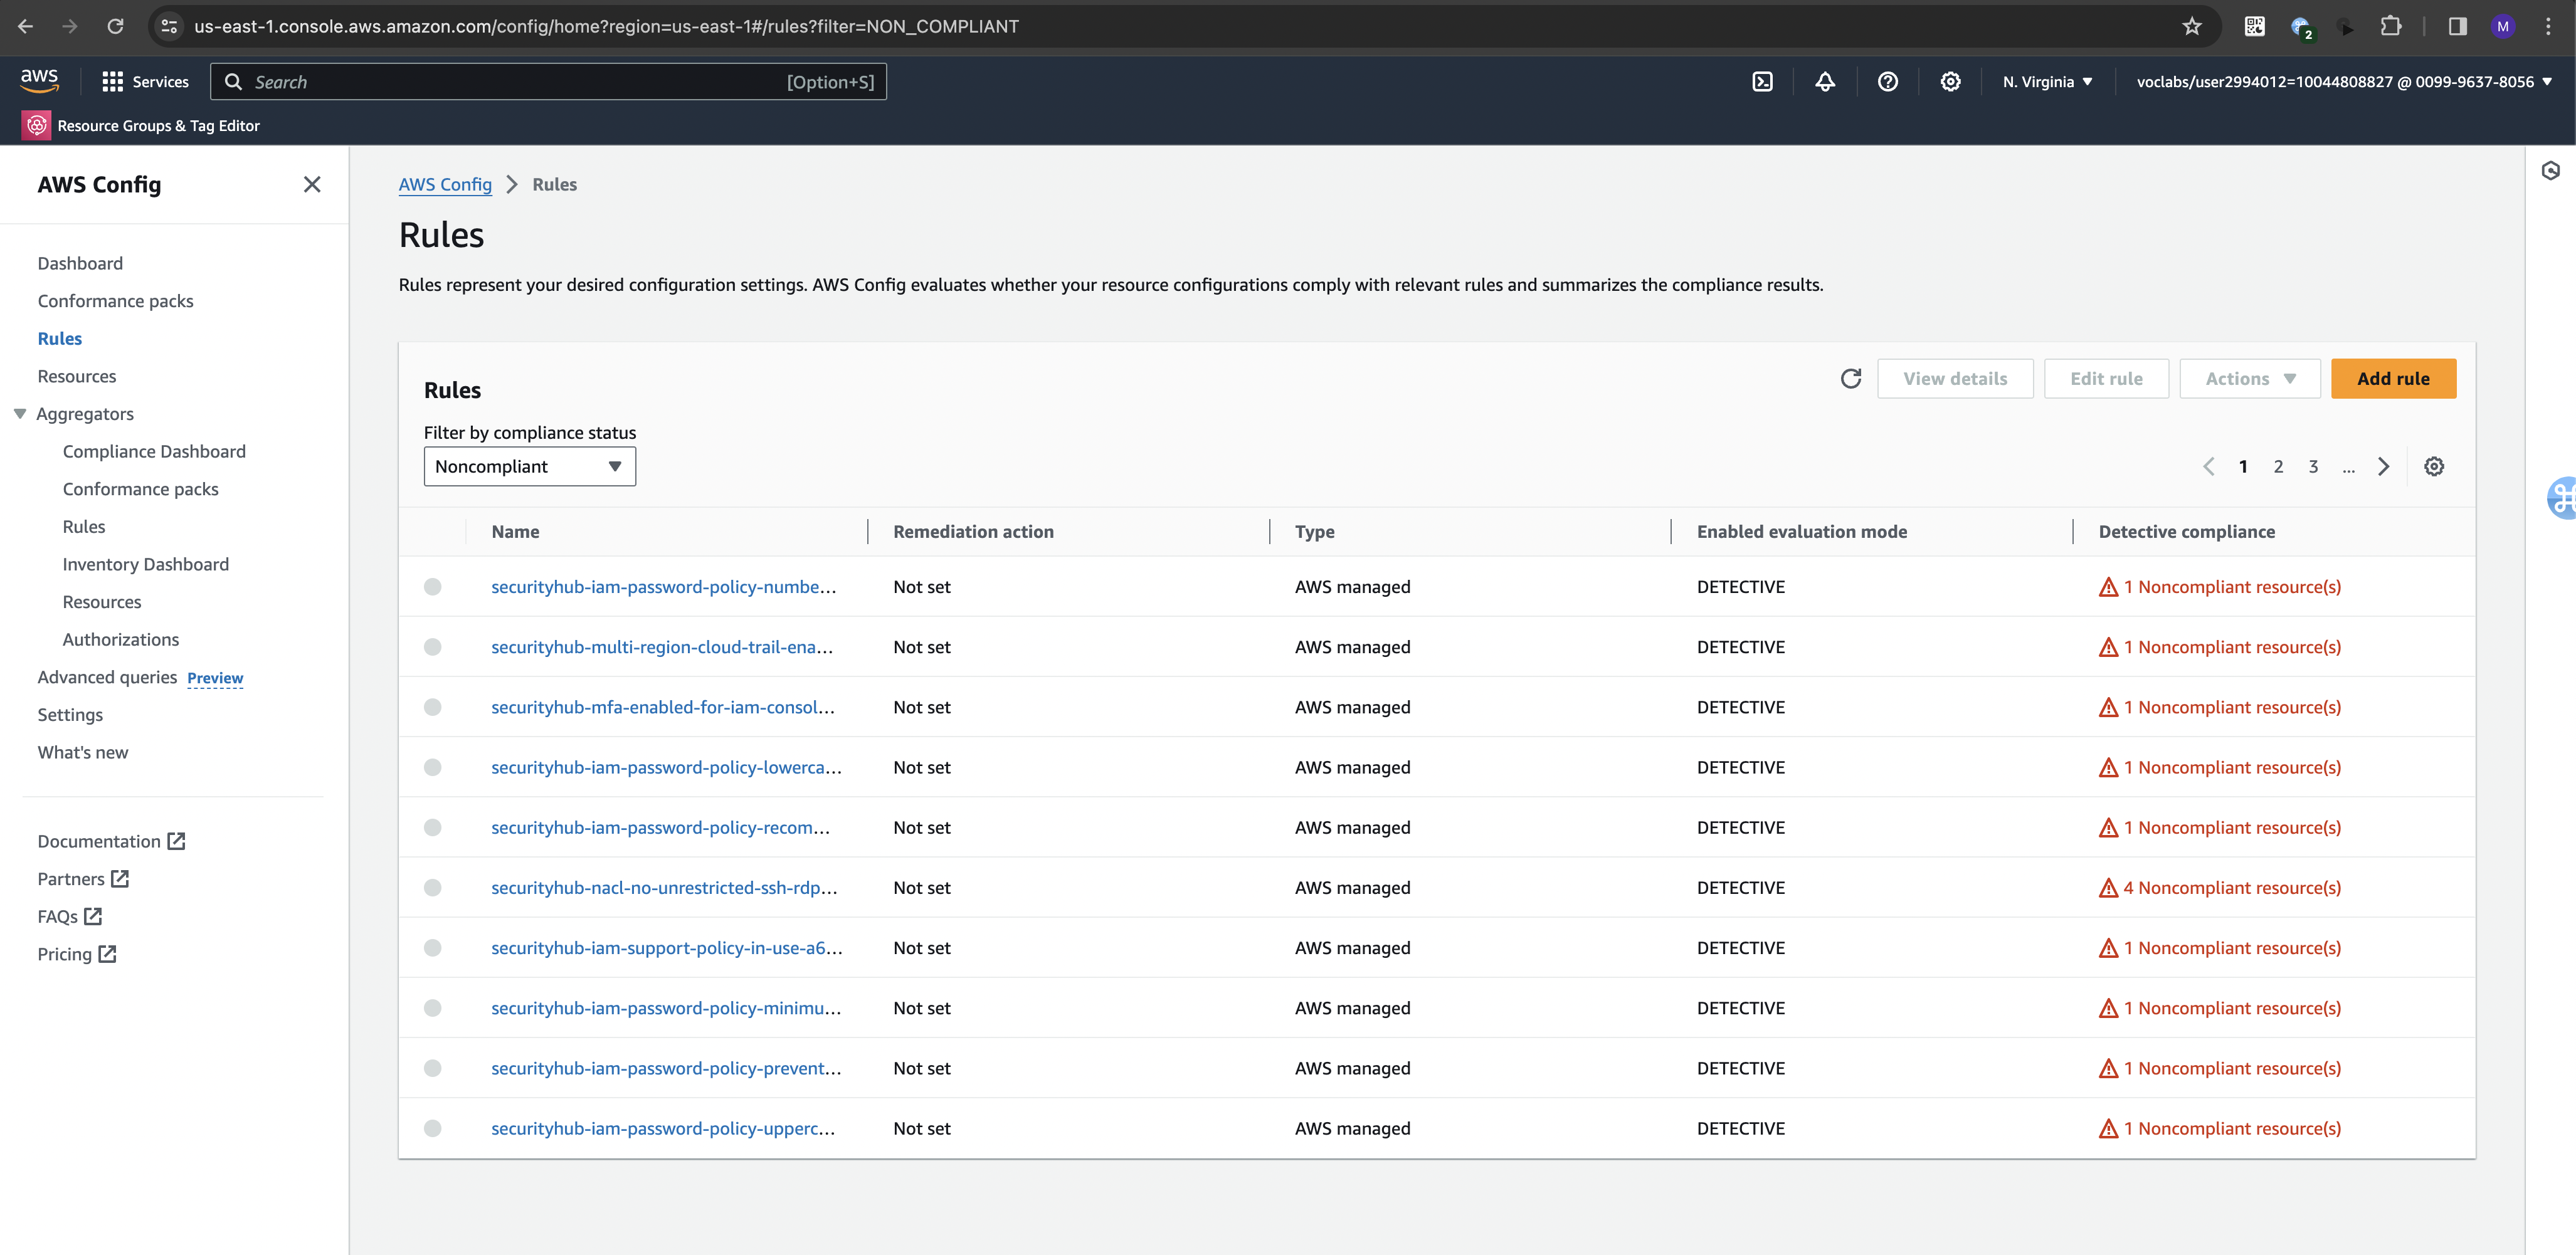 us-east-1.console.aws.amazon.com/config/home?region=us-east-1#/rules?filter=NON_COMPLIANT
2
M
aws
Services
Search
[Option+S]
N. Virginia
voclabs/user2994012=10044808827 @ 0099-9637-8056
Resource Groups & Tag Editor
AWS Config
Dashboard
Conformance packs
Rules
Resources
Aggregators
Compliance Dashboard
Conformance packs
Rules
Inventory Dashboard
Resources
Authorizations
Advanced queries Preview
Settings
What's new
Documentation
Partners
FAQs
Pricing
AWS Config > Rules
Rules
Rules represent your desired configuration settings. AWS Config evaluates whether your resource configurations comply with relevant rules and summarizes the compliance results.
Rules
View details
Edit rule
Actions
Add rule
Filter by compliance status
Noncompliant
1 2 3 ...
Name Remediation action Type Enabled evaluation mode Detective compliance
securityhub-iam-password-policy-numbe... Not set AWS managed DETECTIVE 1 Noncompliant resource(s)
securityhub-multi-region-cloud-trail-ena... Not set AWS managed DETECTIVE 1 Noncompliant resource(s)
securityhub-mfa-enabled-for-iam-consol... Not set AWS managed DETECTIVE 1 Noncompliant resource(s)
securityhub-iam-password-policy-lowerca... Not set AWS managed DETECTIVE 1 Noncompliant resource(s)
securityhub-iam-password-policy-recom... Not set AWS managed DETECTIVE 1 Noncompliant resource(s)
securityhub-nacl-no-unrestricted-ssh-rdp... Not set AWS managed DETECTIVE 4 Noncompliant resource(s)
securityhub-iam-support-policy-in-use-a6... Not set AWS managed DETECTIVE 1 Noncompliant resource(s)
securityhub-iam-password-policy-minimu... Not set AWS managed DETECTIVE 1 Noncompliant resource(s)
securityhub-iam-password-policy-prevent... Not set AWS managed DETECTIVE 1 Noncompliant resource(s)
securityhub-iam-password-policy-upperc... Not set AWS managed DETECTIVE 1 Noncompliant resource(s)